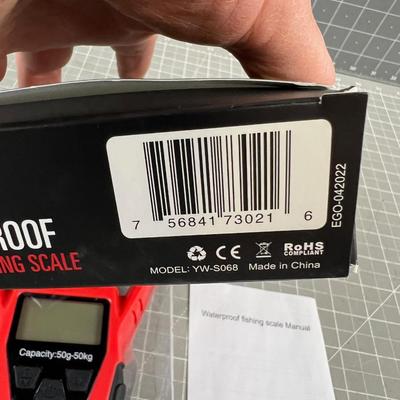 ROOF
NG SCALE
7 56841 73021 6
EGO-042022
CE RoHS
COMPLIANT
MODEL: YW-S068 Made in China
Capacity:50g-50kg
Waterproof fishing scale Manual